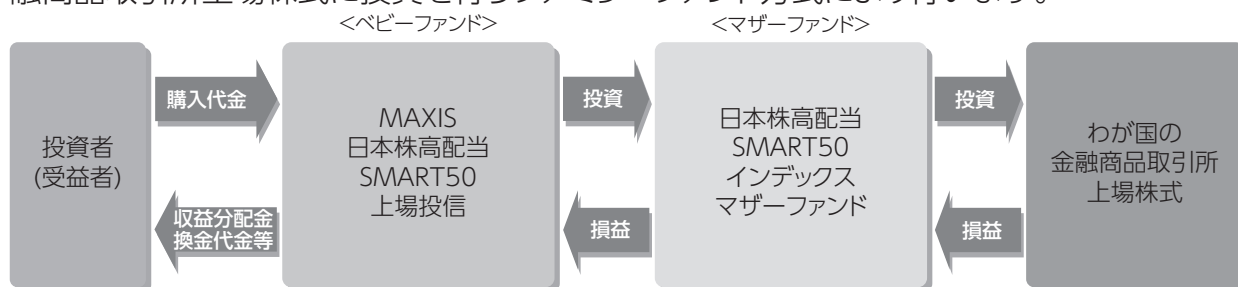 <ベビーファンド>
<マザーファンド>
投資者
(受益者)
購入代金
収益分配金
換金代金等
MAXIS
日本株高配当
SMART50
上場投信
投資
損益
日本株高配当
SMART50
インデックス
マザーファンド
投資
損益
わが国の
金融商品取引所
上場株式